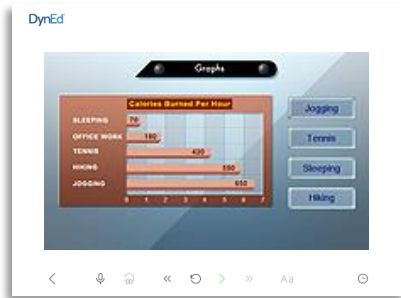 DynEd
Graphs
Calories Burned Per Hour
SLEEPING 70
OFFICE WORK 180
TENNIS 420
HIKING 550
JOGGING 650
0 1 2 3 4 5 6 7
Jogging
Tennis
Sleeping
Hiking
Aa